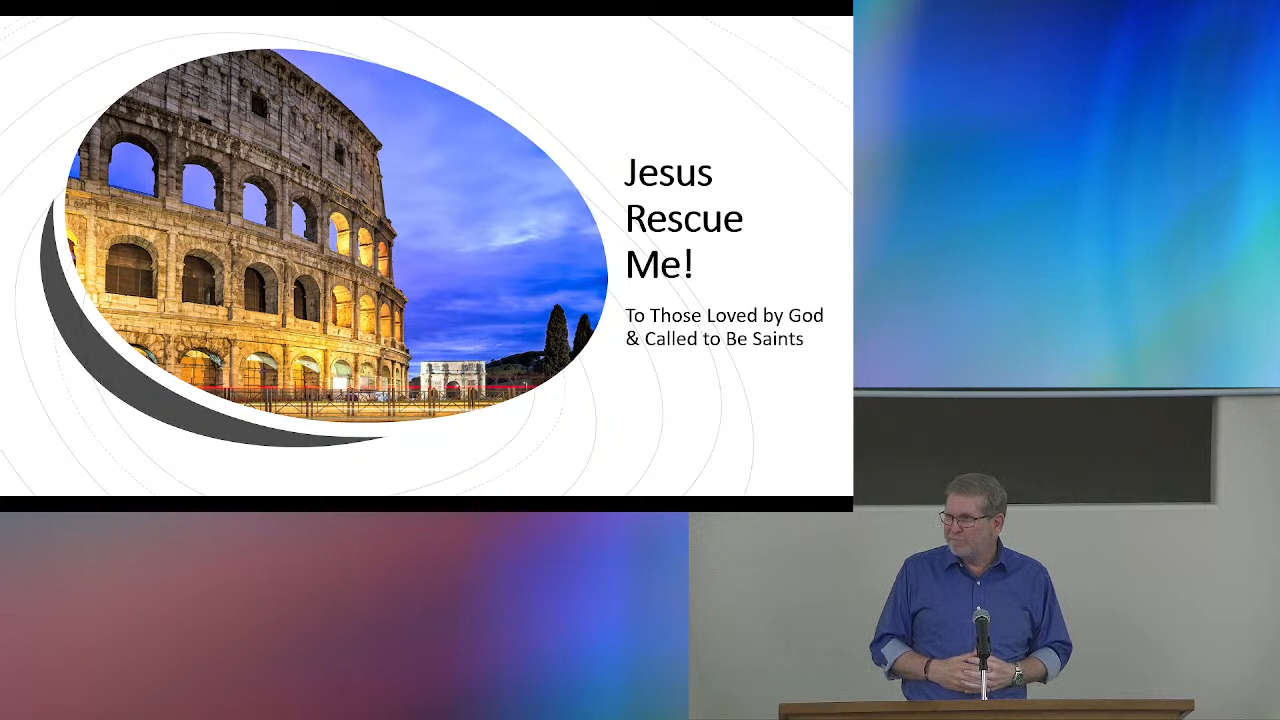 Jesus
Rescue
Me!
To Those Loved by God
& Called to Be Saints